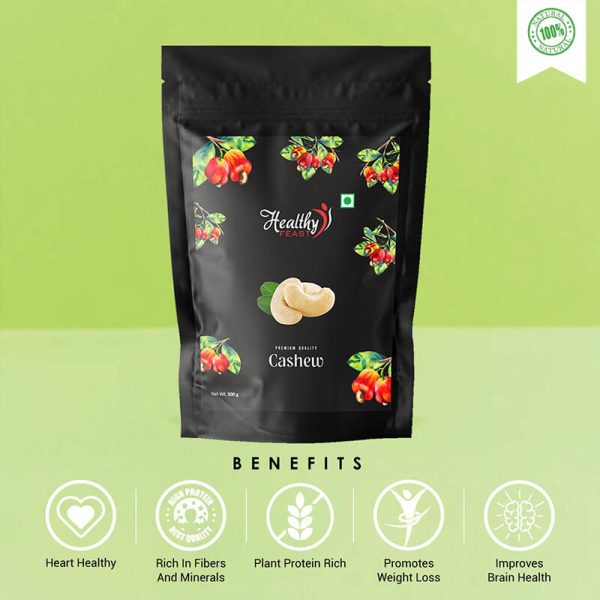 NATURAL
100%
NATURAL
Healthy
FEAST
PREMIUM QUALITY
Cashew
Net Wt. 500 g
BENEFITS
HIGH PROTEIN
BEST QUALITY
Heart Healthy
Rich In Fibers
And Minerals
Plant Protein Rich
Promotes
Weight Loss
Improves
Brain Health